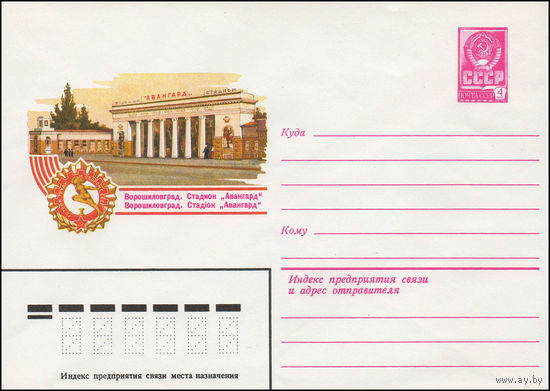 "АВАНГАРД" СТАДІОН
Ворошиловград. Стадион „Авангард"
Ворошиловград. Стадіон „Авангард"
СССР
ПОЧТА СССР 4
Куда
Кому
Индекс предприятия связи
и адрес отправителя
Индекс предприятия связи места назначения
www.ay.by